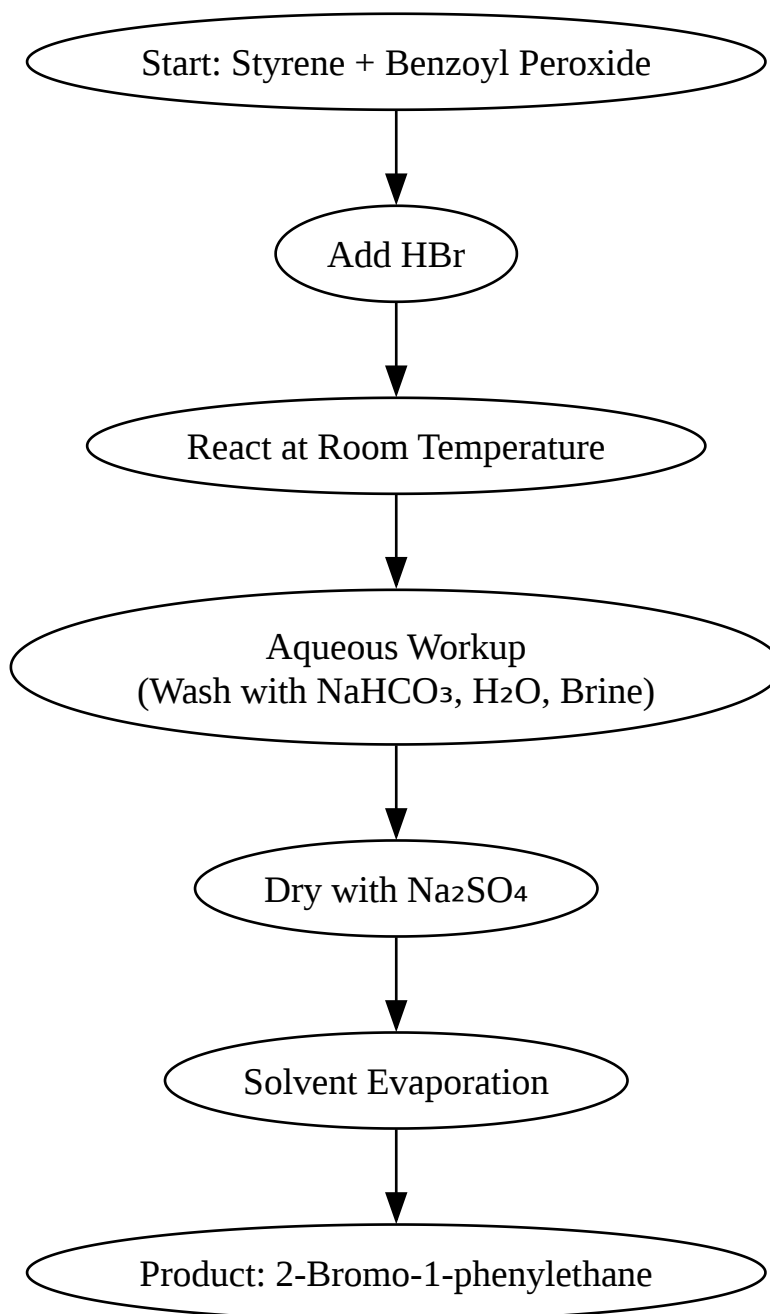 Start: Styrene + Benzoyl Peroxide
Add HBr
React at Room Temperature
Aqueous Workup
(Wash with NaHCO₃, H₂O, Brine)
Dry with Na₂SO₄
Solvent Evaporation
Product: 2-Bromo-1-phenylethane